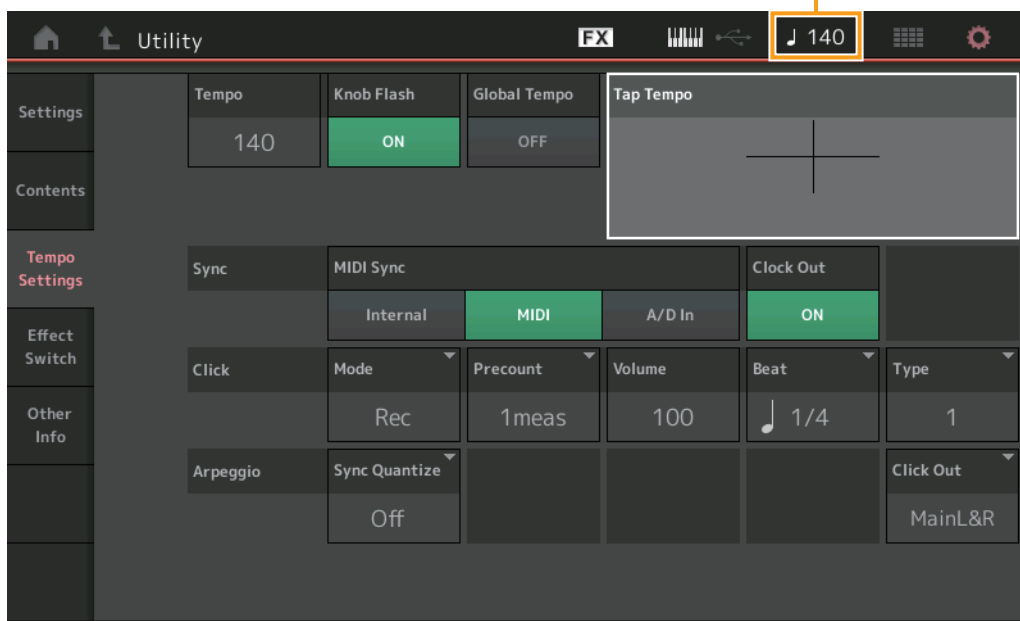 Utility
FX
♩ 140
Settings
Contents
Tempo
Settings
Effect
Switch
Other
Info
Tempo
140
Knob Flash
ON
Global Tempo
OFF
Tap Tempo
Sync
MIDI Sync
Internal
MIDI
A/D In
Clock Out
ON
Click
Mode
Rec
Precount
1meas
Volume
100
Beat
♩ 1/4
Type
1
Arpeggio
Sync Quantize
Off
Click Out
MainL&R